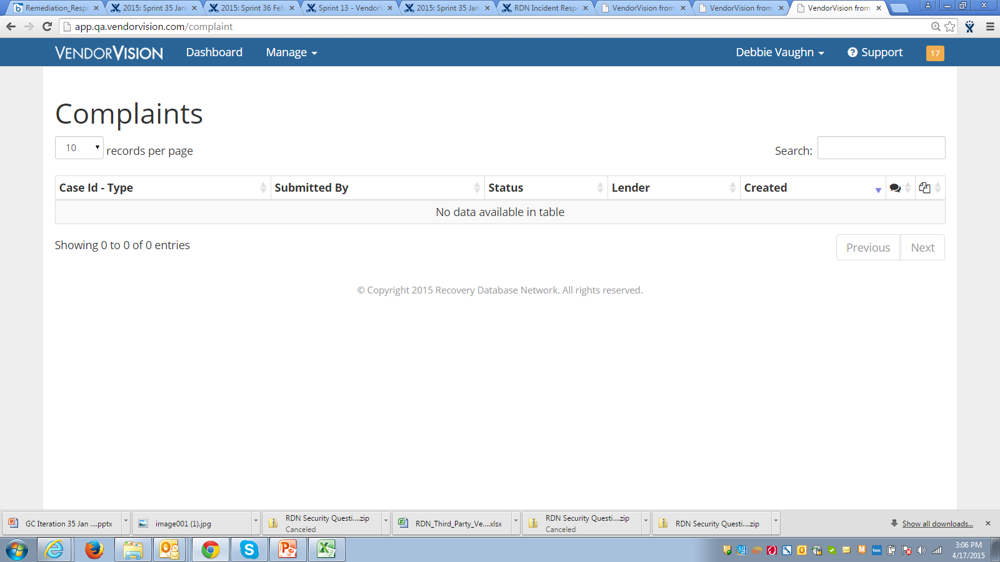 Remediation_Resp
2015: Sprint 35 Jan
2015: Sprint 36 Feb
Sprint 13 - Vendor
2015: Sprint 35 Jan
RDN Incident Resp
VendorVision from
VendorVision from
VendorVision from
app.qa.vendorvision.com/complaint
VENDORVISION
Dashboard
Manage
Debbie Vaughn
Support
17
Complaints
10 records per page
Search:
Case Id - Type
Submitted By
Status
Lender
Created
No data available in table
Showing 0 to 0 of 0 entries
Previous
Next
© Copyright 2015 Recovery Database Network. All rights reserved.
GC Iteration 35 Jan ....pptx
image001 (1).jpg
RDN Security Questi....zip
Canceled
RDN_Third_Party_Ve....xlsx
RDN Security Questi....zip
Canceled
RDN Security Questi....zip
Show all downloads...
3:06 PM
4/17/2015